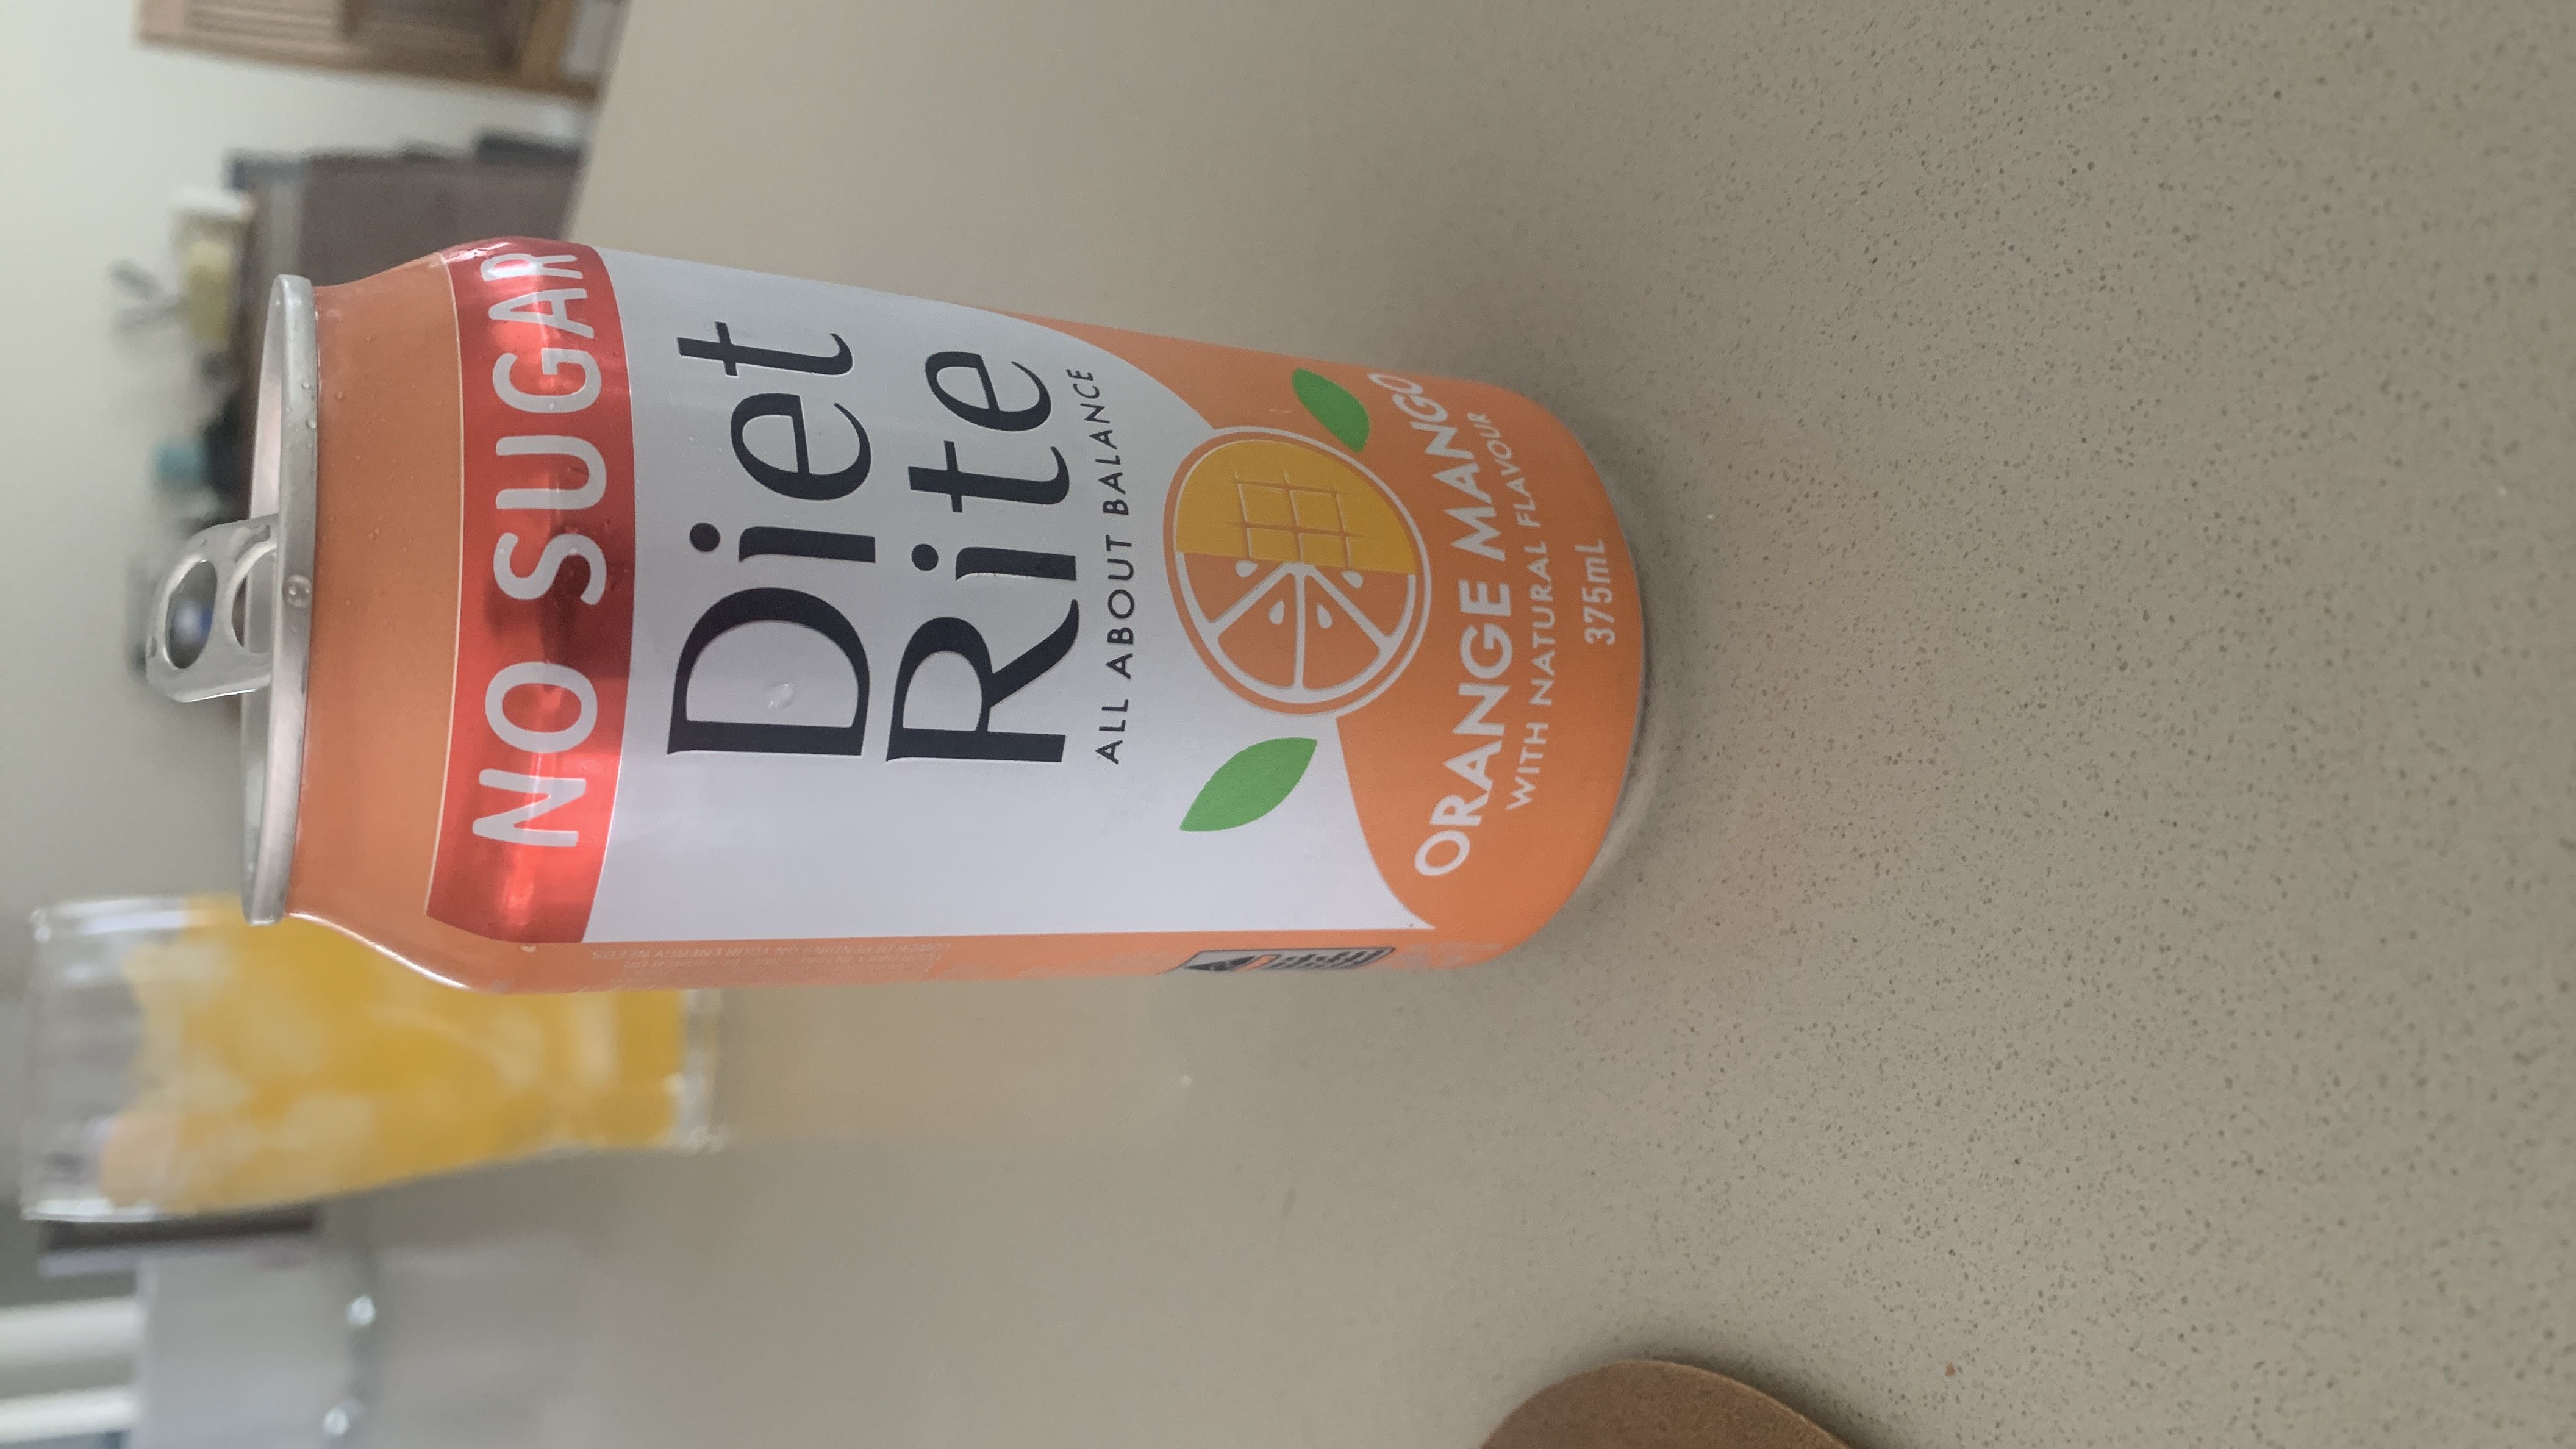 NO SUGAR
Diet
Rite
ALL ABOUT BALANCE
ORANGE MANGO
WITH NATURAL FLAVOUR
375mL